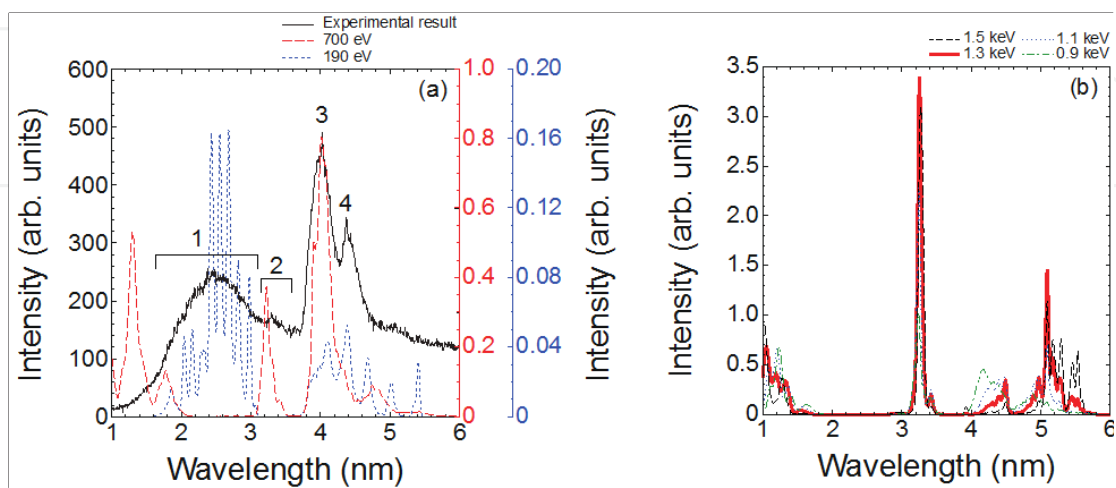 Experimental result
700 eV
190 eV
600
500
400
300
200
100
0
Intensity (arb. units)
(a)
1
2
3
4
1.0
0.8
0.6
0.4
0.2
0
0.20
0.16
0.12
0.08
0.04
0
1 2 3 4 5 6
Wavelength (nm)
1.5 keV 1.1 keV
1.3 keV 0.9 keV
3.5
3.0
2.5
2.0
1.5
1.0
0.5
0.0
Intensity (arb. units)
(b)
1 2 3 4 5 6
Wavelength (nm)